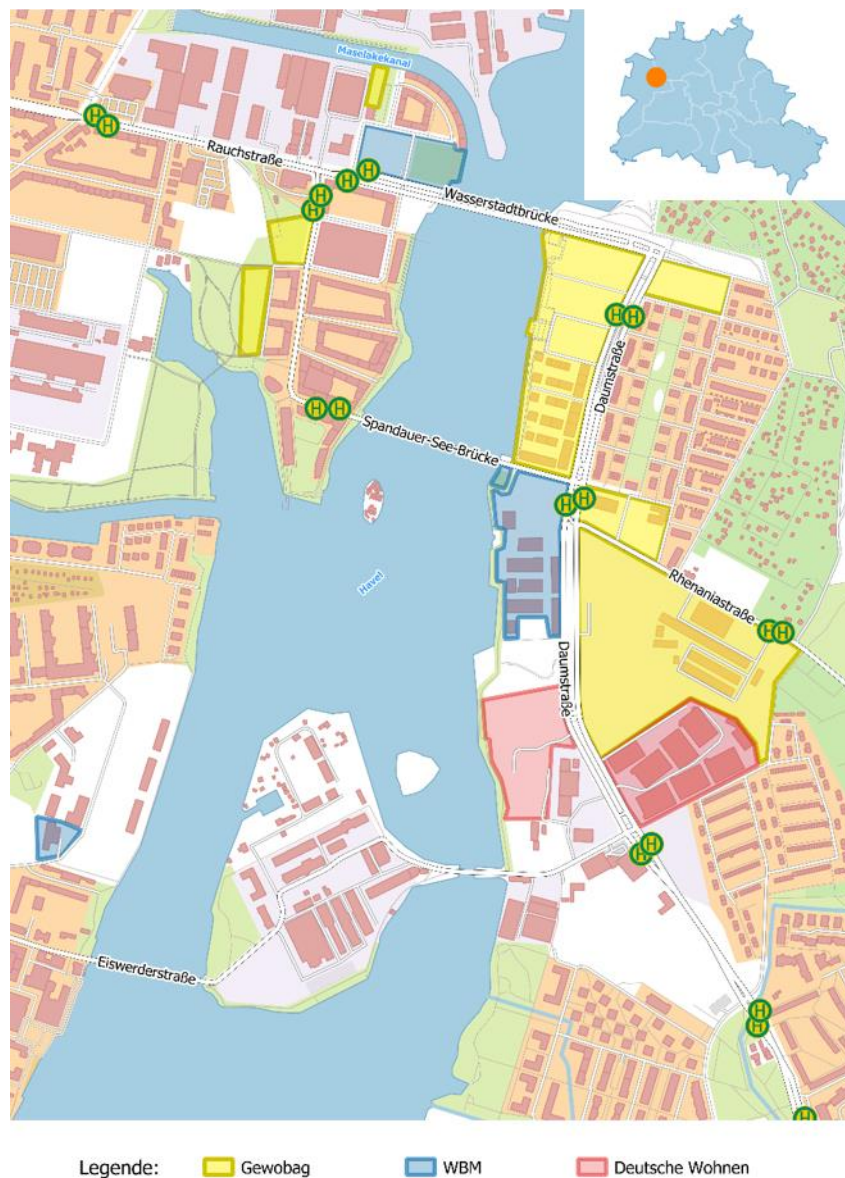 Maselakekanal
H H
Rauchstraße
H H
H H
Wasserstadtbrücke
H H
Daumstraße
H H
Spandauer-See-Brücke
H H
Havel
Rhenaniastraße
H H
Daumstraße
H H
Eiswerderstraße
H H
H
Legende: Gewobag WBM Deutsche Wohnen